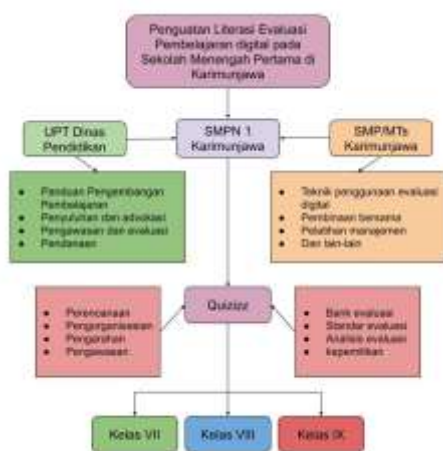 Penguatan Literasi Evaluasi
Pembelajaran digital pada
Sekolah Menengah Pertama di
Karimunjawa
UPT Dinas
Pendidikan
SMPN 1
Karimunjawa
SMP/MTs
Karimunjawa
Panduan Pengembangan
Pembelajaran
Penyuluhan dan advokasi
Pengawasan dan evaluasi
Pendanaan
Teknik penggunaan evaluasi
digital
Pembinaan bersama
Pelatihan manajemen
Dan lain-lain
Perencanaan
Pengorganisasian
Pengarahan
Pengawasan
Quizizz
Bank evaluasi
Standar evaluasi
Analisis evaluasi
kepemilikan
Kelas VII
Kelas VIII
Kelas IX